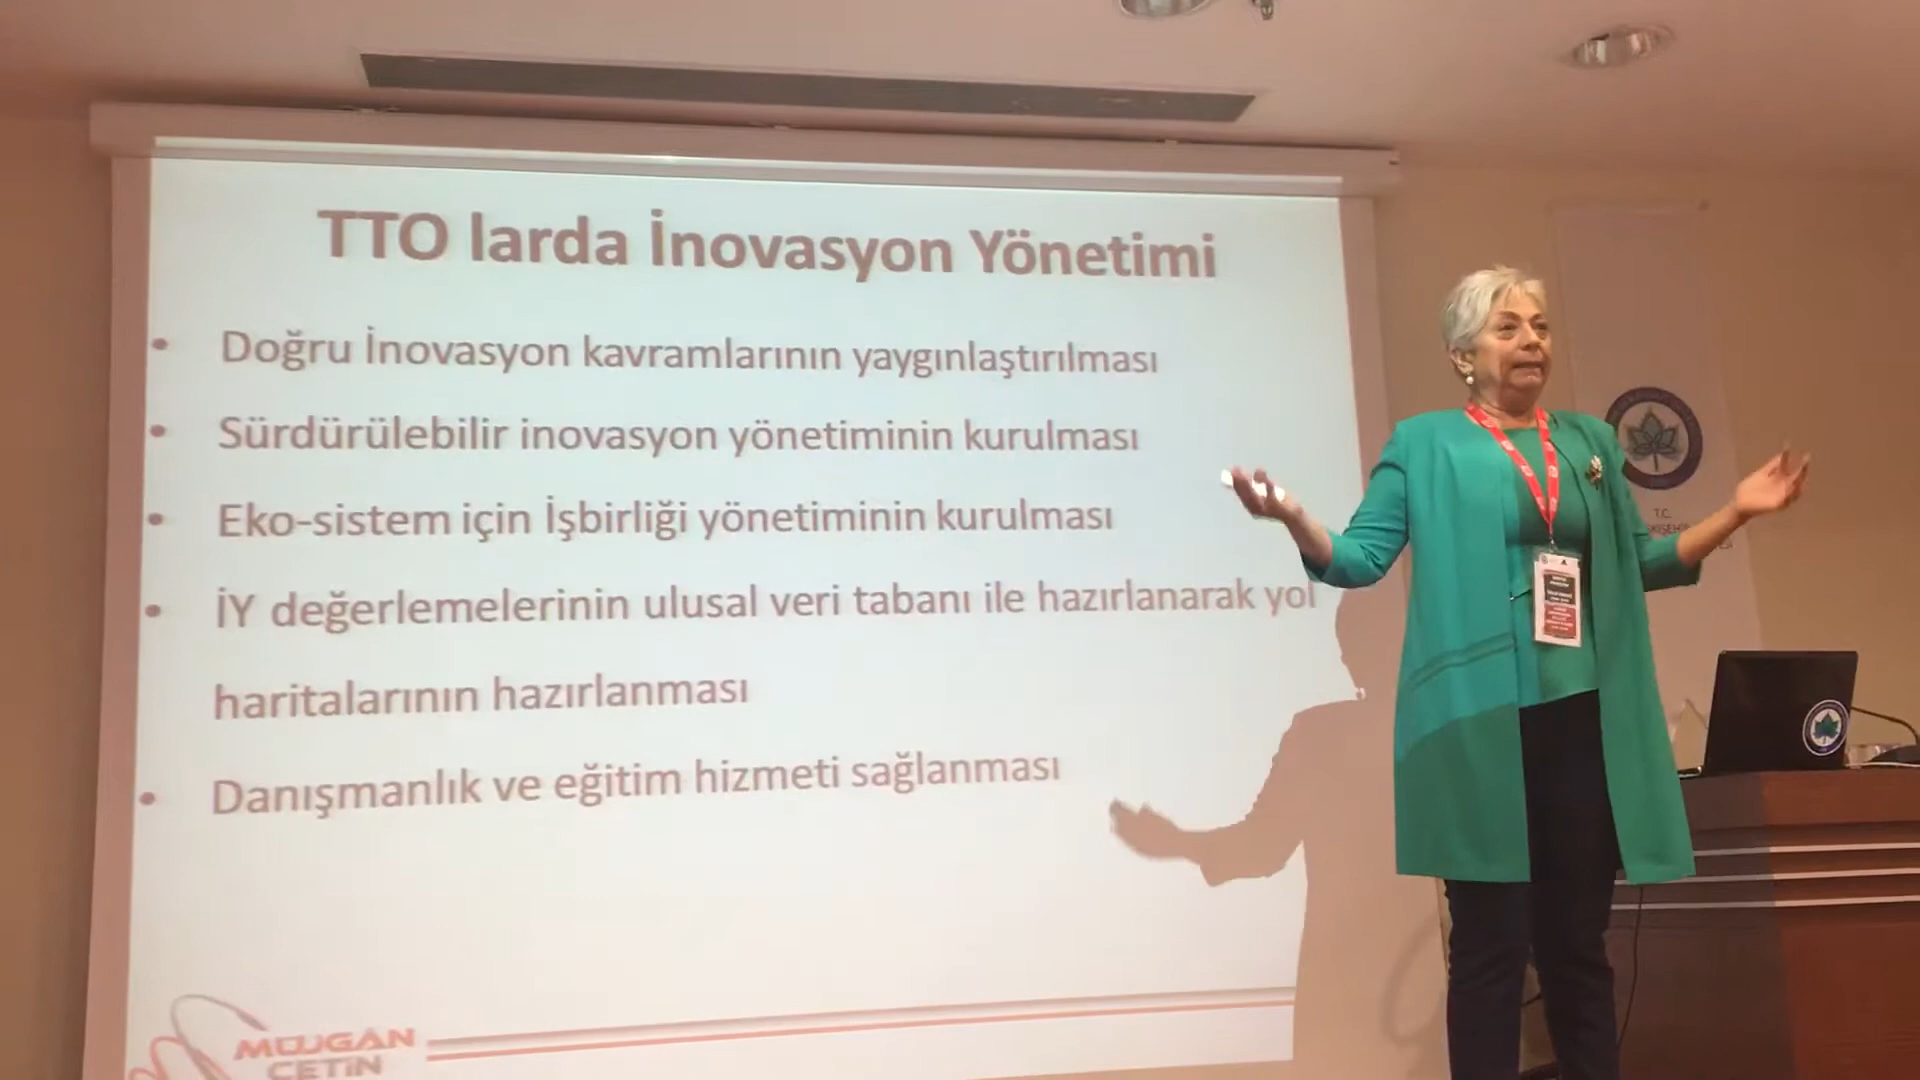 TTO larda İnovasyon Yönetimi
• Doğru İnovasyon kavramlarının yaygınlaştırılması
• Sürdürülebilir inovasyon yönetiminin kurulması
• Eko-sistem için İşbirliği yönetiminin kurulması
• İY değerlemelerinin ulusal veri tabanı ile hazırlanarak yol
haritalarının hazırlanması
• Danışmanlık ve eğitim hizmeti sağlanması
MÜJGÂN
ÇETİN
T.C.